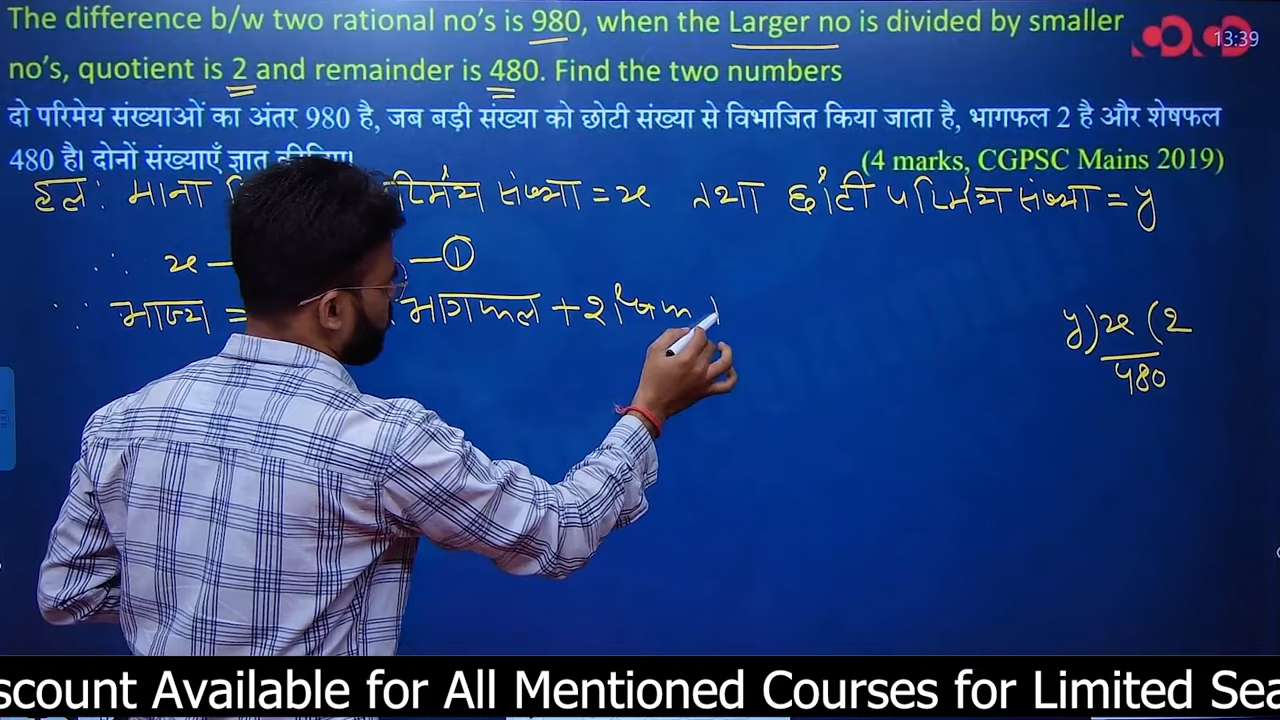 The difference b/w two rational no's is 980, when the Larger no is divided by smaller
13:39
no's, quotient is 2 and remainder is 480. Find the two numbers
दो परिमेय संख्याओं का अंतर 980 है, जब बड़ी संख्या को छोटी संख्या से विभाजित किया जाता है, भागफल 2 है और शेषफल
480 है। दोनों संख्याएँ ज्ञात कीजिए।
(4 marks, CGPSC Mains 2019)
हल: माना परिमेय संख्या = x तथा छोटी परिमेय संख्या = y
∴ x – – ①
∵ भाज्य = भागफल + शेषफल
y) x (2
480
scount Available for All Mentioned Courses for Limited Sea